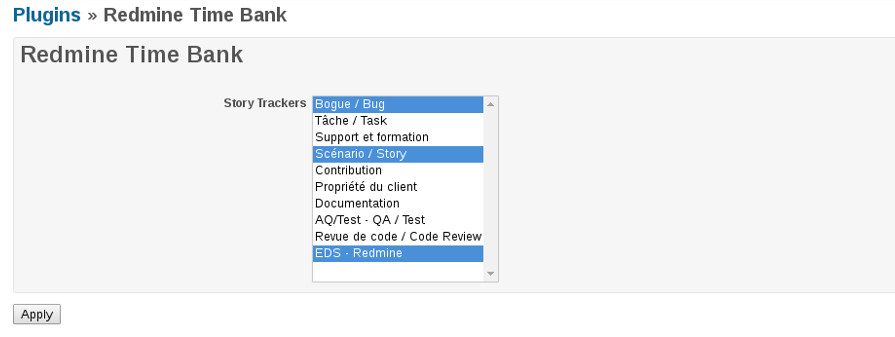 Plugins » Redmine Time Bank
Redmine Time Bank
Story Trackers
Bogue / Bug
Tâche / Task
Support et formation
Scénario / Story
Contribution
Propriété du client
Documentation
AQ/Test - QA / Test
Revue de code / Code Review
EDS - Redmine
Apply